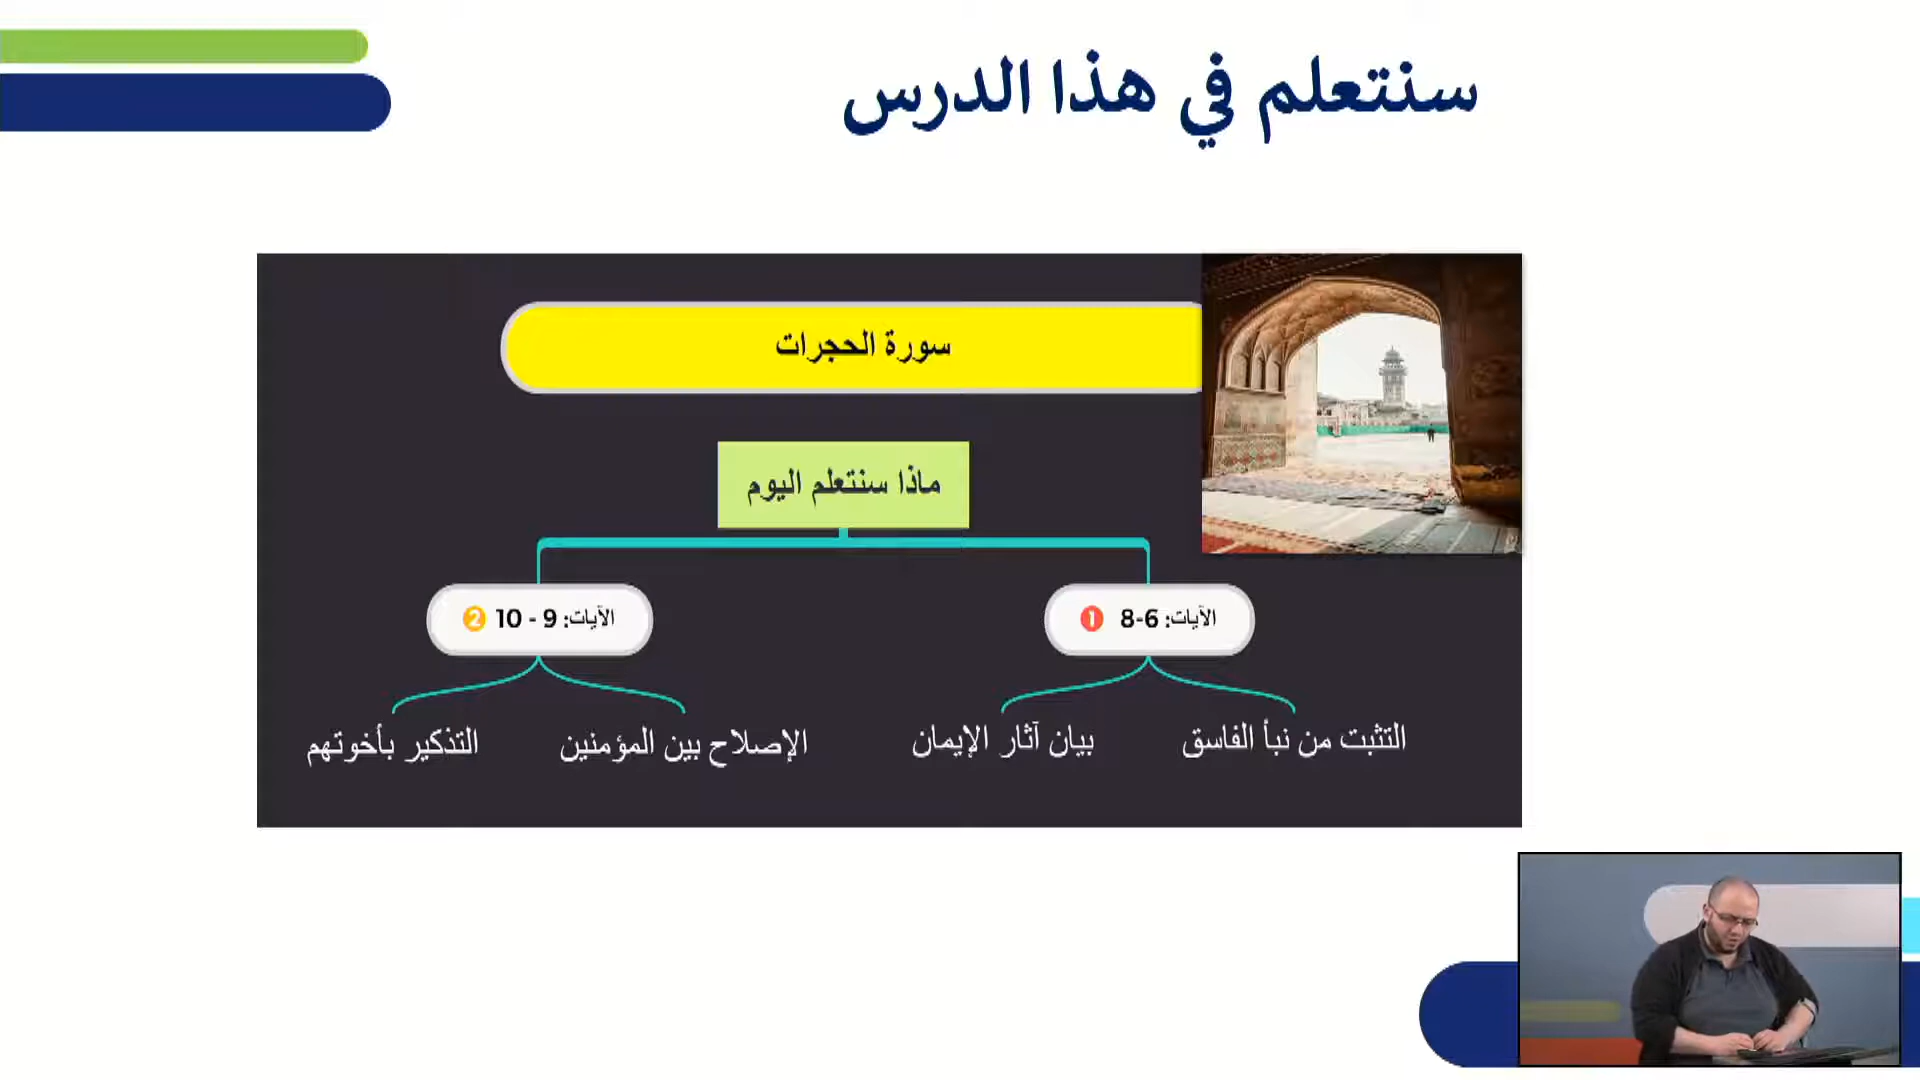 سنتعلم في هذا الدرس
سورة الحجرات
ماذا سنتعلم اليوم
الآيات: 6-8 1
الآيات: 9 - 10 2
التثبت من نبأ الفاسق
بيان آثار الإيمان
الإصلاح بين المؤمنين
التذكير بأخوتهم